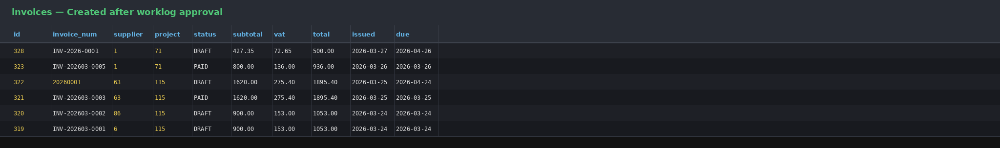 invoices — Created after worklog approval
id invoice_num supplier project status subtotal vat total issued due
328 INV-2026-0001 1 71 DRAFT 427.35 72.65 500.00 2026-03-27 2026-04-26
323 INV-202603-0005 1 71 PAID 800.00 136.00 936.00 2026-03-26 2026-03-26
322 20260001 63 115 DRAFT 1620.00 275.40 1895.40 2026-03-25 2026-04-24
321 INV-202603-0003 63 115 PAID 1620.00 275.40 1895.40 2026-03-25 2026-03-25
320 INV-202603-0002 86 115 DRAFT 900.00 153.00 1053.00 2026-03-24 2026-03-24
319 INV-202603-0001 6 115 DRAFT 900.00 153.00 1053.00 2026-03-24 2026-03-24